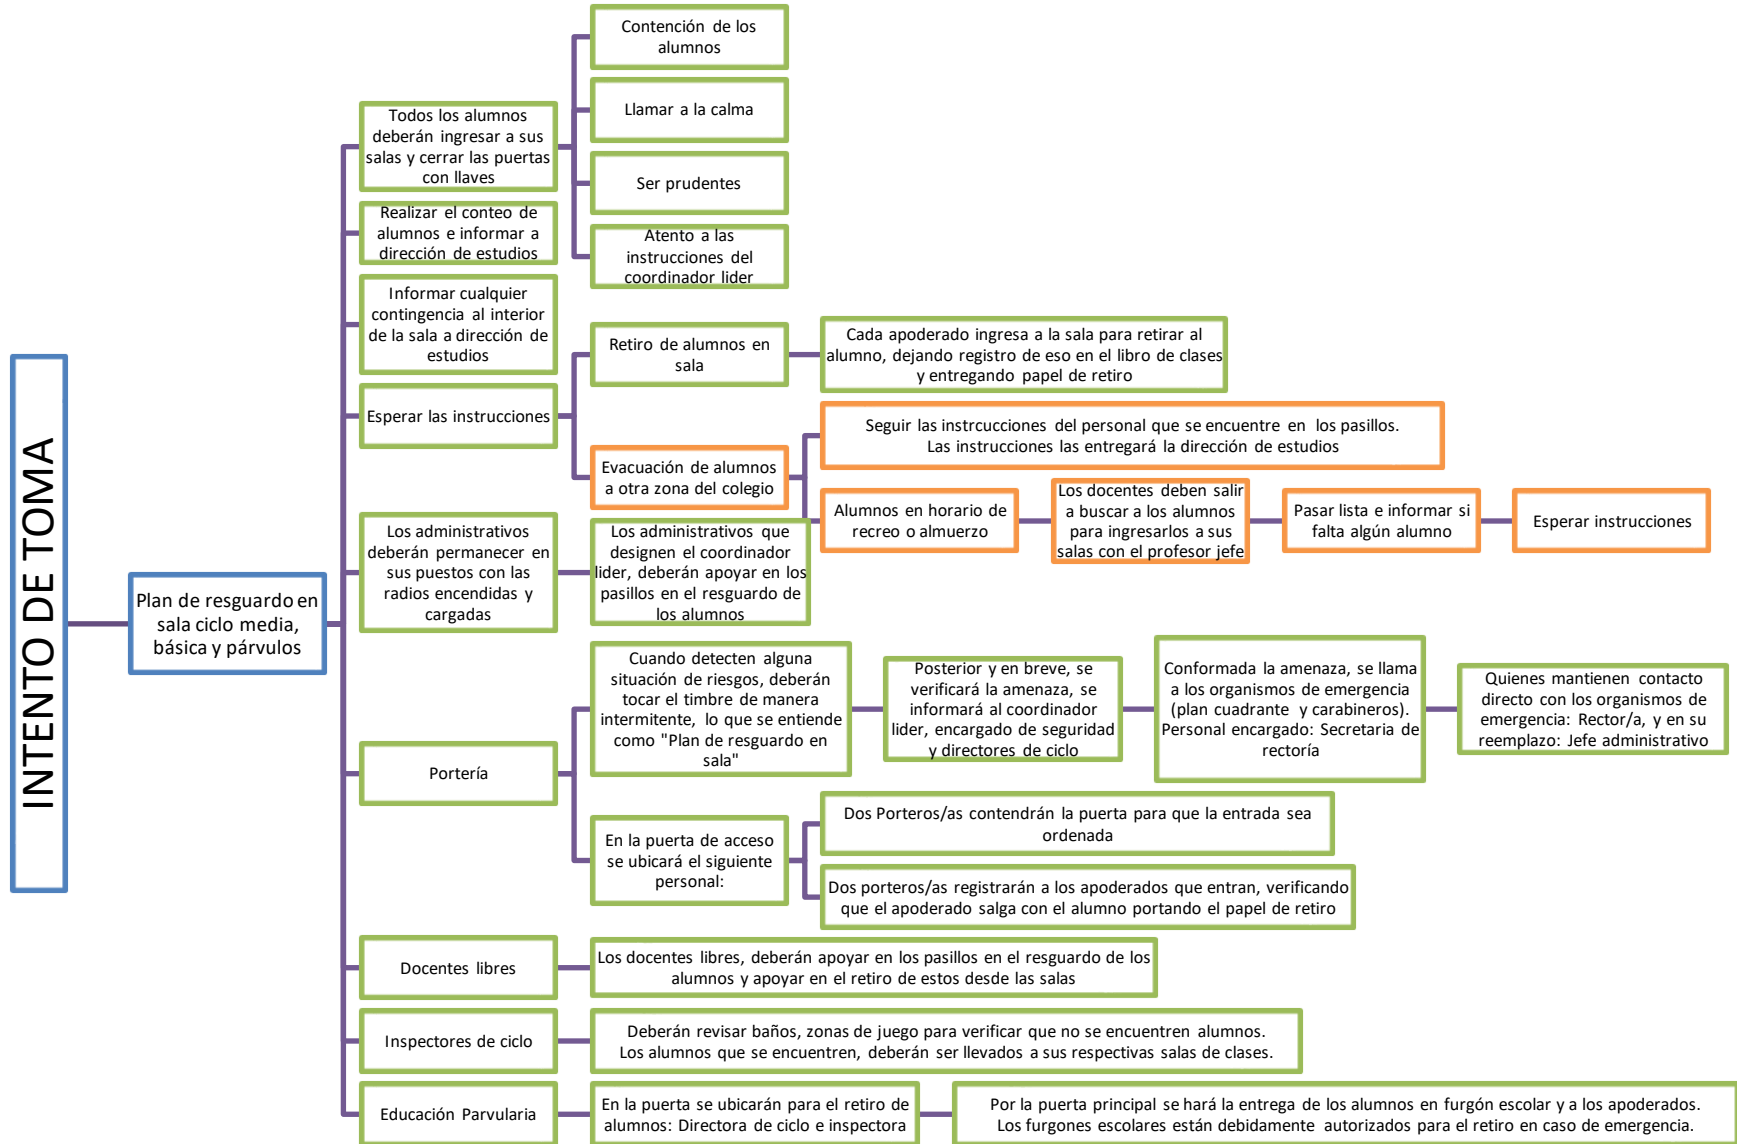 INTENTO DE TOMA
Plan de resguardo en
sala ciclo media,
básica y párvulos
Todos los alumnos
deberán ingresar a sus
salas y cerrar las puertas
con llaves
Contención de los
alumnos
Llamar a la calma
Ser prudentes
Atento a las
instrucciones del
coordinador lider
Realizar el conteo de
alumnos e informar a
dirección de estudios
Informar cualquier
contingencia al interior
de la sala a dirección de
estudios
Esperar las instrucciones
Retiro de alumnos en
sala
Cada apoderado ingresa a la sala para retirar al
alumno, dejando registro de eso en el libro de clases
y entregando papel de retiro
Evacuación de alumnos
a otra zona del colegio
Seguir las instrcucciones del personal que se encuentre en los pasillos.
Las instrucciones las entregará la dirección de estudios
Alumnos en horario de
recreo o almuerzo
Los docentes deben salir
a buscar a los alumnos
para ingresarlos a sus
salas con el profesor jefe
Pasar lista e informar si
falta algún alumno
Esperar instrucciones
Los administrativos
deberán permanecer en
sus puestos con las
radios encendidas y
cargadas
Los administrativos que
designen el coordinador
lider, deberán apoyar en los
pasillos en el resguardo de
los alumnos
Portería
Cuando detecten alguna
situación de riesgos, deberán
tocar el timbre de manera
intermitente, lo que se entiende
como "Plan de resguardo en
sala"
Posterior y en breve, se
verificará la amenaza, se
informará al coordinador
lider, encargado de seguridad
y directores de ciclo
Conformada la amenaza, se llama
a los organismos de emergencia
(plan cuadrante y carabineros).
Personal encargado: Secretaria de
rectoría
Quienes mantienen contacto
directo con los organismos de
emergencia: Rector/a, y en su
reemplazo: Jefe administrativo
En la puerta de acceso
se ubicará el siguiente
personal:
Dos Porteros/as contendrán la puerta para que la entrada sea
ordenada
Dos porteros/as registrarán a los apoderados que entran, verificando
que el apoderado salga con el alumno portando el papel de retiro
Docentes libres
Los docentes libres, deberán apoyar en los pasillos en el resguardo de los
alumnos y apoyar en el retiro de estos desde las salas
Inspectores de ciclo
Deberán revisar baños, zonas de juego para verificar que no se encuentren alumnos.
Los alumnos que se encuentren, deberán ser llevados a sus respectivas salas de clases.
Educación Parvularia
En la puerta se ubicarán para el retiro de
alumnos: Directora de ciclo e inspectora
Por la puerta principal se hará la entrega de los alumnos en furgón escolar y a los apoderados.
Los furgones escolares están debidamente autorizados para el retiro en caso de emergencia.